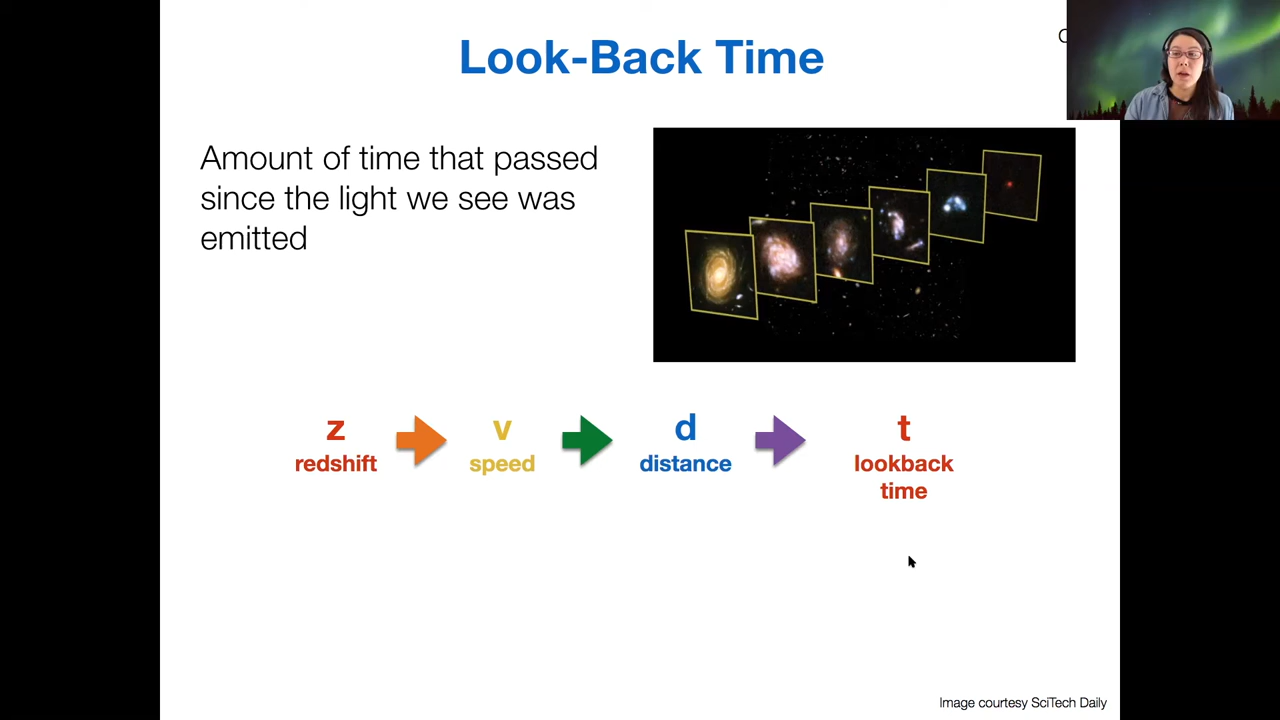 Look-Back Time
Amount of time that passed
since the light we see was
emitted
z v d t
redshift speed distance lookback
time
Image courtesy SciTech Daily